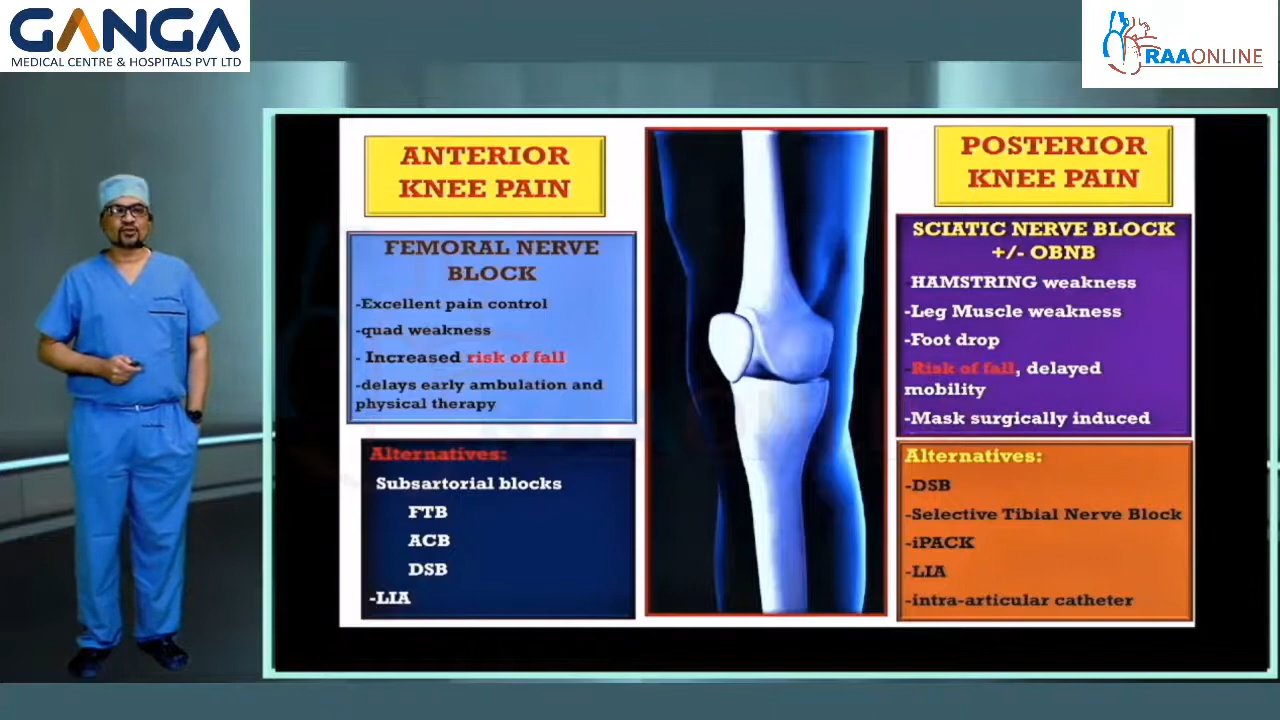 GANGA
MEDICAL CENTRE & HOSPITALS PVT LTD
RAAONLINE
ANTERIOR
KNEE PAIN
FEMORAL NERVE
BLOCK
-Excellent pain control
-quad weakness
- Increased risk of fall
-delays early ambulation and
physical therapy
Alternatives:
Subsartorial blocks
FTB
ACB
DSB
-LIA
POSTERIOR
KNEE PAIN
SCIATIC NERVE BLOCK
+/- OBNB
-HAMSTRING weakness
-Leg Muscle weakness
-Foot drop
-Risk of fall, delayed
mobility
-Mask surgically induced
Alternatives:
-DSB
-Selective Tibial Nerve Block
-iPACK
-LIA
-intra-articular catheter